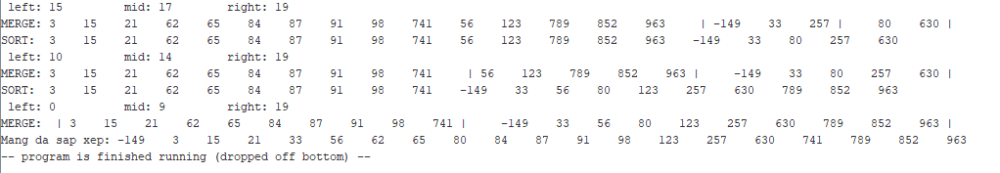 left: 15 mid: 17 right: 19
MERGE: 3 15 21 62 65 84 87 91 98 741 56 123 789 852 963 | -149 33 257 | 80 630 |
SORT: 3 15 21 62 65 84 87 91 98 741 56 123 789 852 963 -149 33 80 257 630
left: 10 mid: 14 right: 19
MERGE: 3 15 21 62 65 84 87 91 98 741 | 56 123 789 852 963 | -149 33 80 257 630 |
SORT: 3 15 21 62 65 84 87 91 98 741 -149 33 56 80 123 257 630 789 852 963
left: 0 mid: 9 right: 19
MERGE: | 3 15 21 62 65 84 87 91 98 741 | -149 33 56 80 123 257 630 789 852 963 |
Mang da sap xep: -149 3 15 21 33 56 62 65 80 84 87 91 98 123 257 630 741 789 852 963
-- program is finished running (dropped off bottom) --